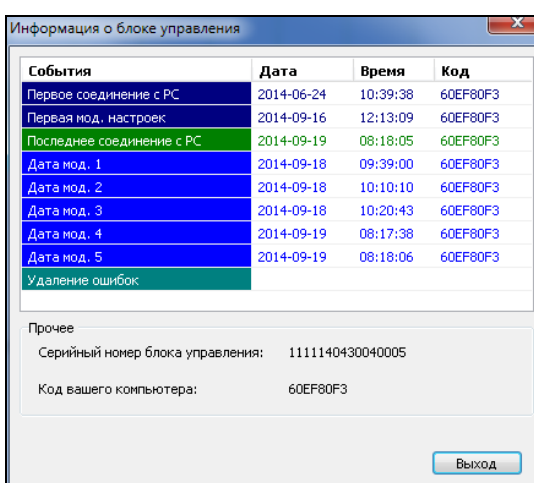 Информация о блоке управления
События Дата Время Код
Первое соединение с PC 2014-06-24 10:39:38 60EF80F3
Первая мод. настроек 2014-09-16 12:13:09 60EF80F3
Последнее соединение с PC 2014-09-19 08:18:05 60EF80F3
Дата мод. 1 2014-09-18 09:39:00 60EF80F3
Дата мод. 2 2014-09-18 10:10:10 60EF80F3
Дата мод. 3 2014-09-18 10:20:43 60EF80F3
Дата мод. 4 2014-09-19 08:17:38 60EF80F3
Дата мод. 5 2014-09-19 08:18:06 60EF80F3
Удаление ошибок
Прочее
Серийный номер блока управления: 1111140430040005
Код вашего компьютера: 60EF80F3
Выход